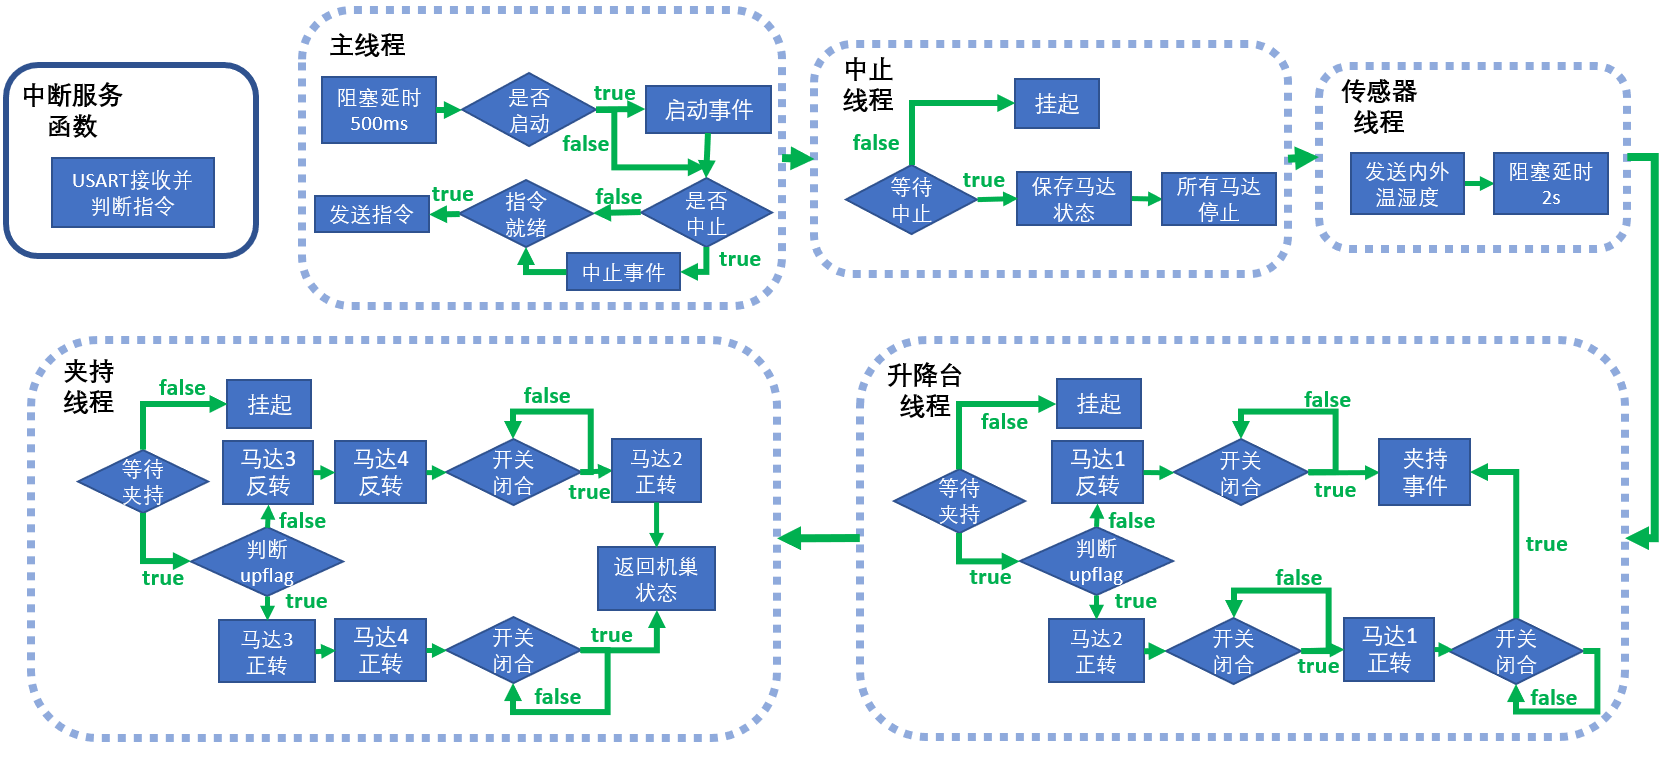 中断服务
函数
USART接收并
判断指令
主线程
阻塞延时
500ms
是否
启动
true
false
启动事件
是否
中止
false
true
中止事件
指令
就绪
true
发送指令
中止
线程
false
挂起
等待
中止
true
保存马达
状态
所有马达
停止
传感器
线程
发送内外
温湿度
阻塞延时
2s
夹持
线程
false
挂起
等待
夹持
true
马达3
反转
马达4
反转
false
开关
闭合
true
马达2
正转
false
判断
upflag
true
返回机巢
状态
马达3
正转
马达4
正转
开关
闭合
true
false
升降台
线程
false
挂起
等待
夹持
true
马达1
反转
false
开关
闭合
true
夹持
事件
false
判断
upflag
true
马达2
正转
false
开关
闭合
true
马达1
正转
true
开关
闭合
false